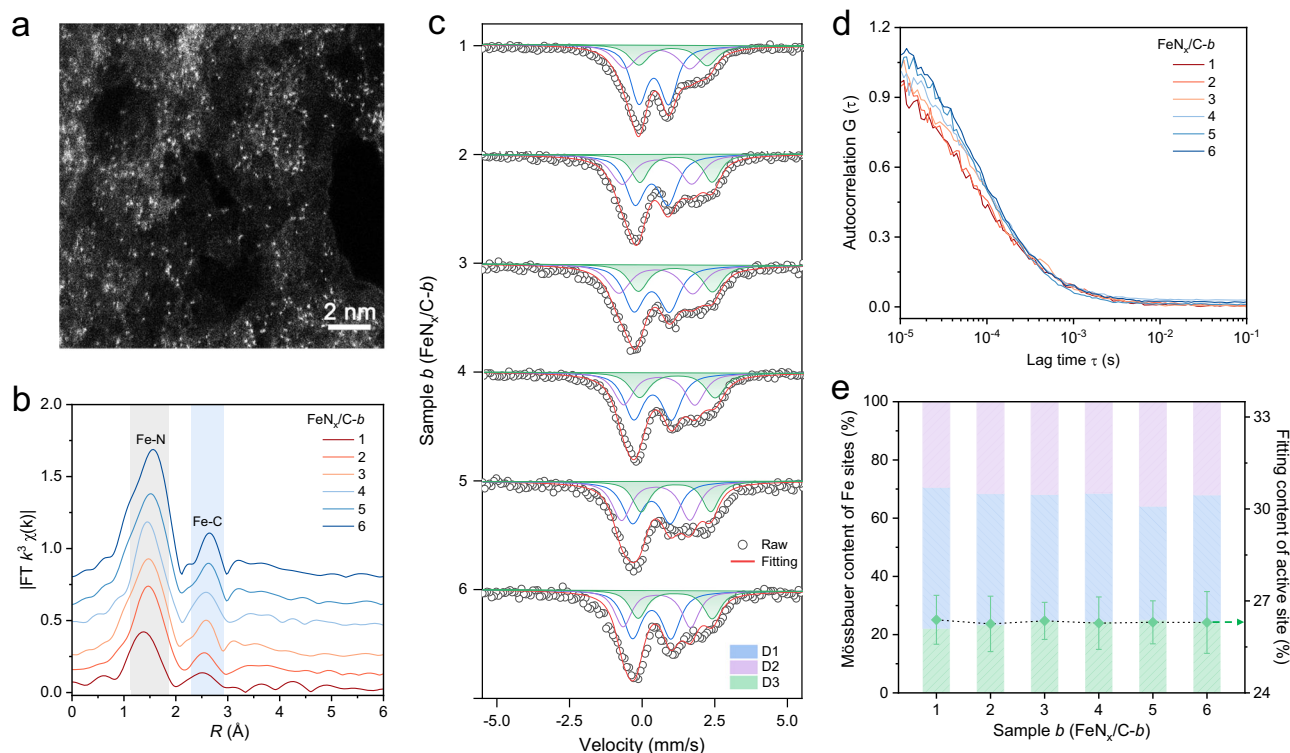 a
2 nm
b
|FT k³ χ(k)|
2.0
1.5
1.0
0.5
0.0
0 1 2 3 4 5 6
R (Å)
Fe-N
Fe-C
FeNₓ/C-b
1
2
3
4
5
6
c
Sample b (FeNₓ/C-b)
1
2
3
4
5
6
Raw
Fitting
D1
D2
D3
-5.0 -2.5 0.0 2.5 5.0
Velocity (mm/s)
d
Autocorrelation G (τ)
1.2
0.9
0.6
0.3
0.0
FeNₓ/C-b
1
2
3
4
5
6
10⁻⁵ 10⁻⁴ 10⁻³ 10⁻² 10⁻¹
Lag time τ (s)
e
Mössbauer content of Fe sites (%)
100
90
80
70
60
50
40
30
20
10
0
1 2 3 4 5 6
Sample b (FeNₓ/C-b)
33
30
27
24
Fitting content
of active site (%)